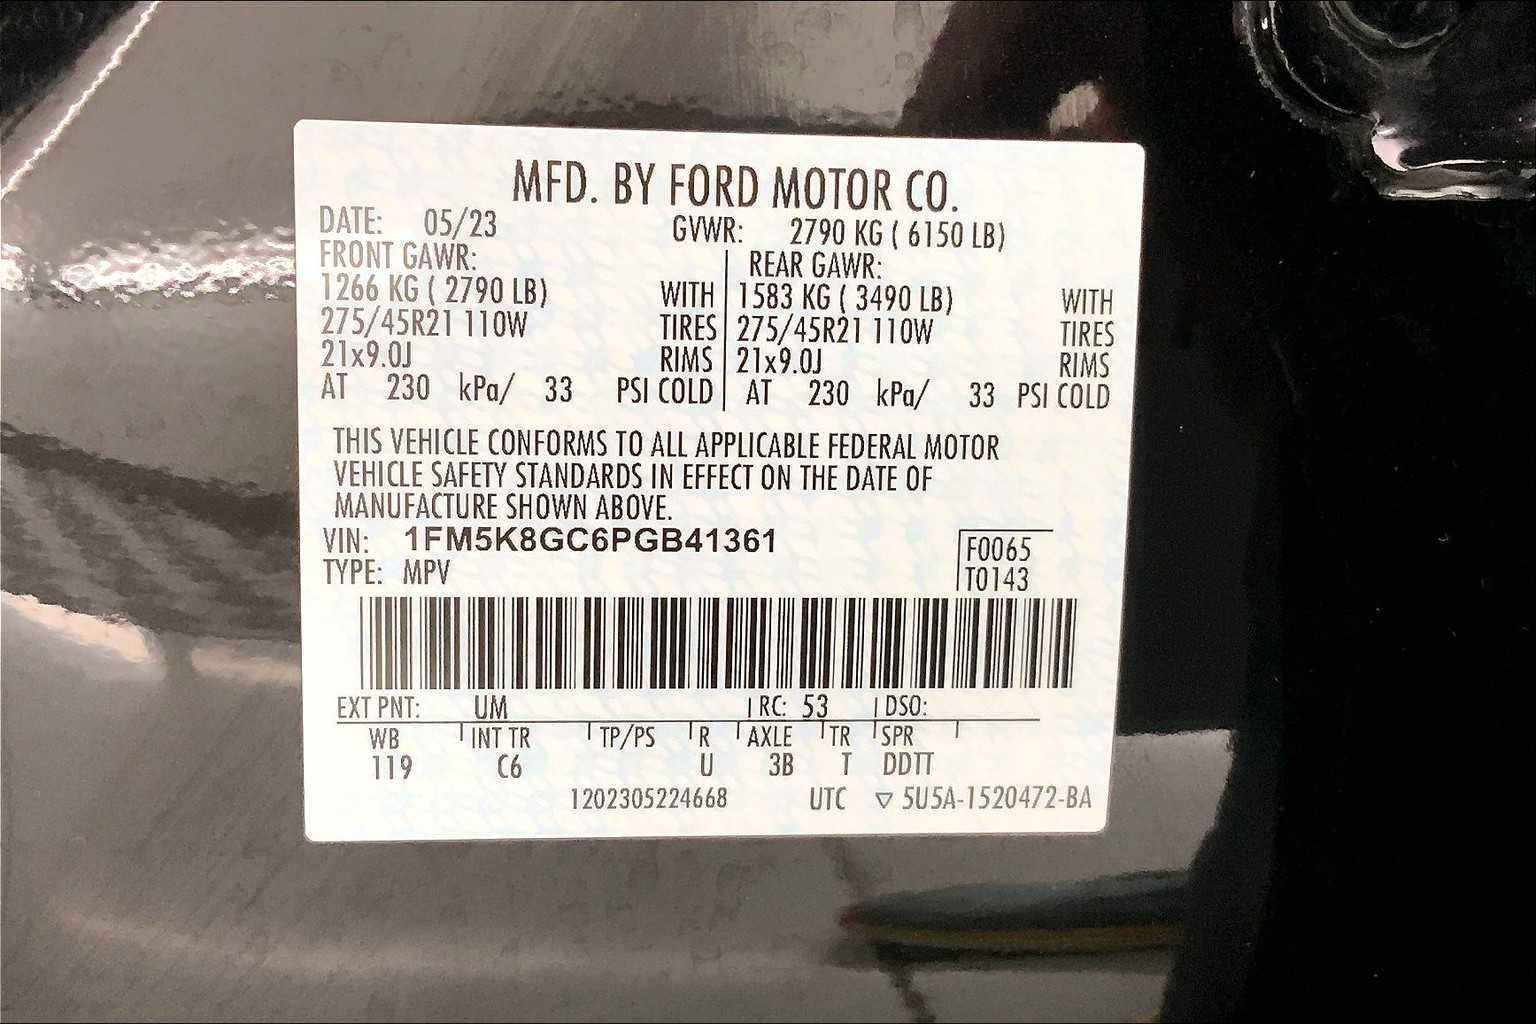 MFD. BY FORD MOTOR CO.
DATE: 05/23 GVWR: 2790 KG ( 6150 LB)
FRONT GAWR: REAR GAWR:
1266 KG ( 2790 LB) WITH 1583 KG ( 3490 LB) WITH
275/45R21 110W TIRES 275/45R21 110W TIRES
21x9.0J RIMS 21x9.0J RIMS
AT 230 kPa/ 33 PSI COLD AT 230 kPa/ 33 PSI COLD
THIS VEHICLE CONFORMS TO ALL APPLICABLE FEDERAL MOTOR
VEHICLE SAFETY STANDARDS IN EFFECT ON THE DATE OF
MANUFACTURE SHOWN ABOVE.
VIN: 1FM5K8GC6PGB41361 F0065
TYPE: MPV T0143
EXT PNT: UM RC: 53 DSO:
WB INT TR TP/PS R AXLE TR SPR
119 C6 U 3B T DDTT
1202305224668 UTC ▽ 5U5A-1520472-BA